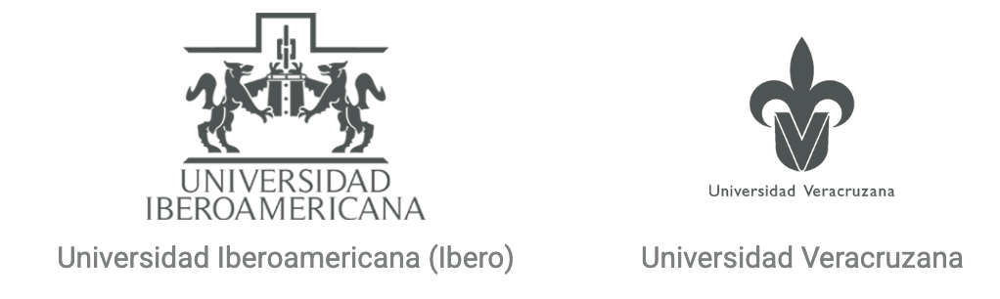 UNIVERSIDAD
IBEROAMERICANA
Universidad Iberoamericana (Ibero)
Universidad Veracruzana
Universidad Veracruzana